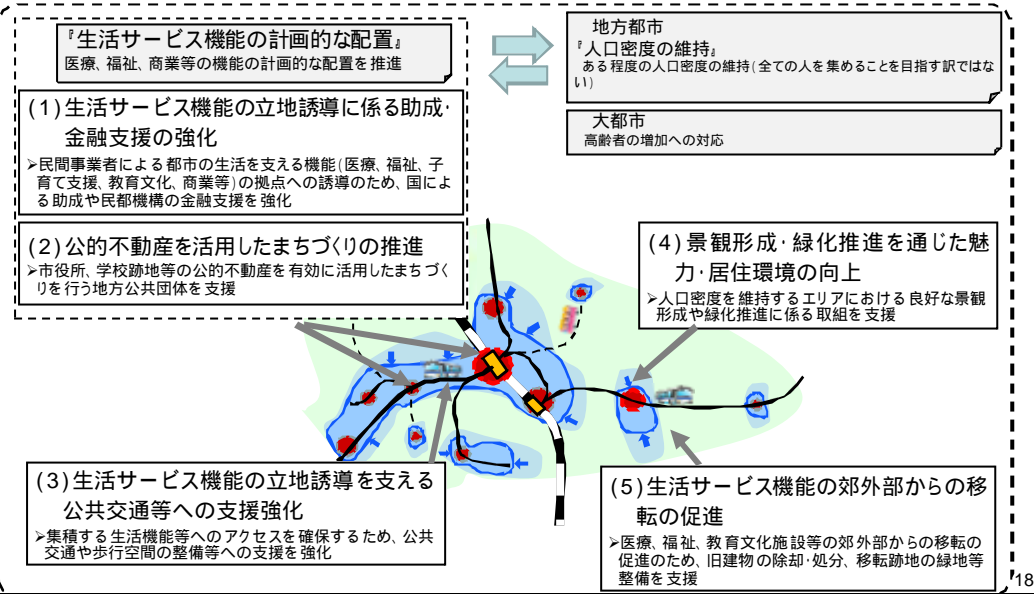 『生活サービス機能の計画的な配置』
医療、福祉、商業等の機能の計画的な配置を推進
地方都市
『人口密度の維持』
ある程度の人口密度の維持(全ての人を集めることを目指す訳ではな
い)
大都市
高齢者の増加への対応
(1)生活サービス機能の立地誘導に係る助成・
金融支援の強化
➢民間事業者による都市の生活を支える機能(医療、福祉、子
育て支援、教育文化、商業等)の拠点への誘導のため、国によ
る助成や民都機構の金融支援を強化
(2)公的不動産を活用したまちづくりの推進
➢市役所、学校跡地等の公的不動産を有効に活用したまちづく
りを行う地方公共団体を支援
(4)景観形成・緑化推進を通じた魅
力・居住環境の向上
➢人口密度を維持するエリアにおける良好な景観
形成や緑化推進に係る取組を支援
(3)生活サービス機能の立地誘導を支える
公共交通等への支援強化
➢集積する生活機能等へのアクセスを確保するため、公共
交通や歩行空間の整備等への支援を強化
(5)生活サービス機能の郊外部からの移
転の促進
➢医療、福祉、教育文化施設等の郊外部からの移転の
促進のため、旧建物の除却・処分、移転跡地の緑地等
整備を支援
18